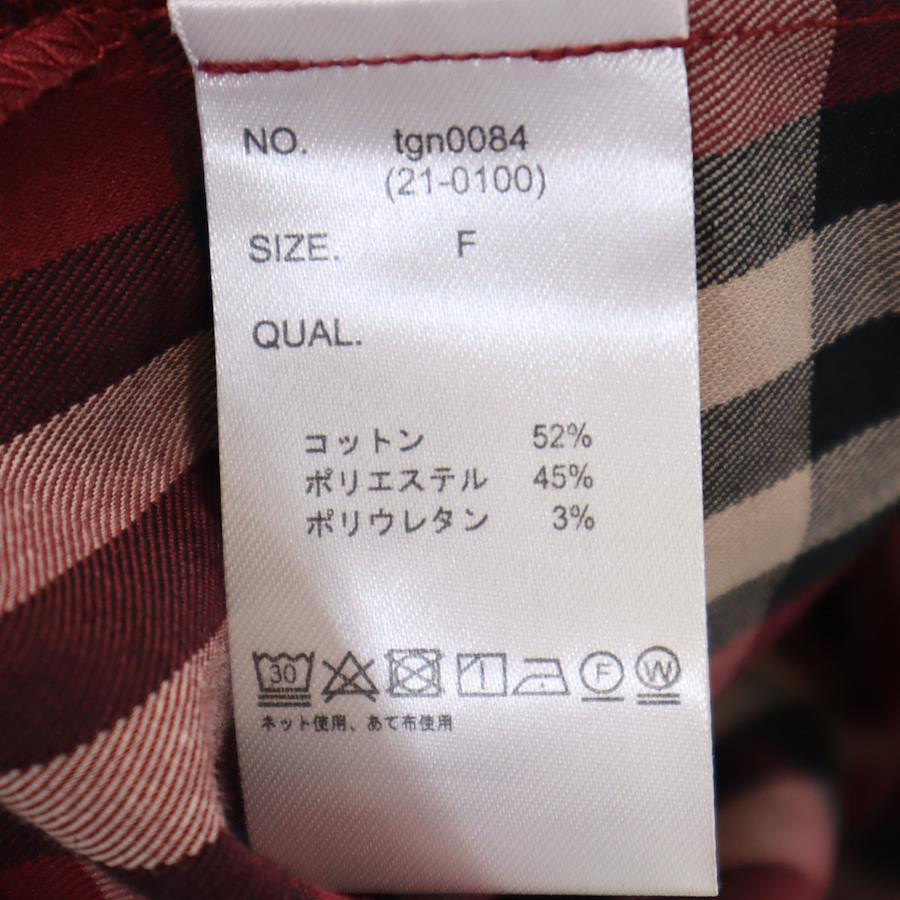 NO. tgn0084
(21-0100)
SIZE. F
QUAL.
コットン 52%
ポリエステル 45%
ポリウレタン 3%
30 F W
ネット使用、あて布使用